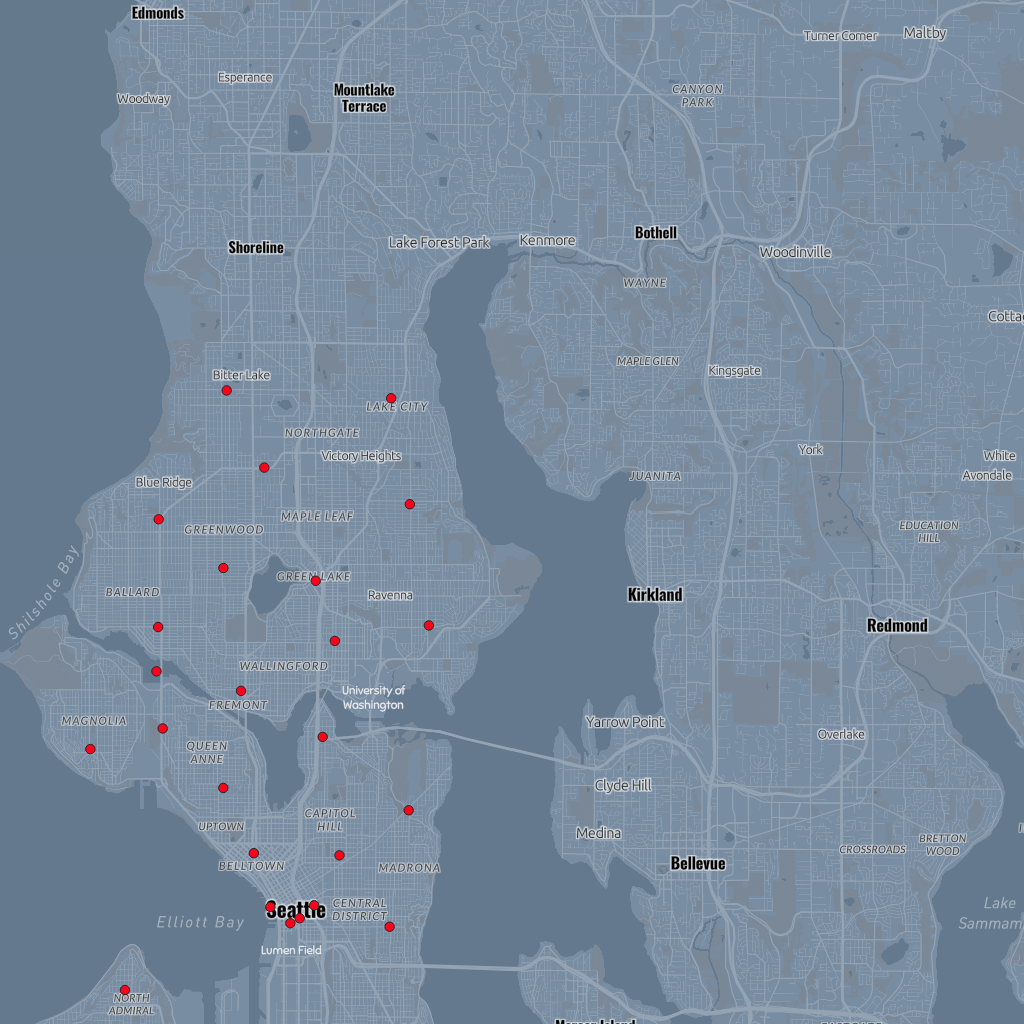 Edmonds
Turner Corner
Maltby
Esperance
Mountlake
Terrace
CANYON
PARK
Woodway
Shoreline
Lake Forest Park
Kenmore
Bothell
Woodinville
WAYNE
MAPLE GLEN
Kingsgate
Bitter Lake
LAKE CITY
NORTHGATE
Victory Heights
York
White
Avondale
JUANITA
Blue Ridge
GREENWOOD
MAPLE LEAF
EDUCATION
HILL
Shilshole Bay
GREEN LAKE
BALLARD
Ravenna
Kirkland
Redmond
WALLINGFORD
University of
Washington
FREMONT
MAGNOLIA
Yarrow Point
Overlake
QUEEN
ANNE
Clyde Hill
CAPITOL
HILL
UPTOWN
Medina
BRETTON
WOOD
CROSSROADS
BELLTOWN
MADRONA
Bellevue
Seattle
CENTRAL
DISTRICT
Elliott Bay
Lake
Lumen Field
NORTH
ADMIRAL